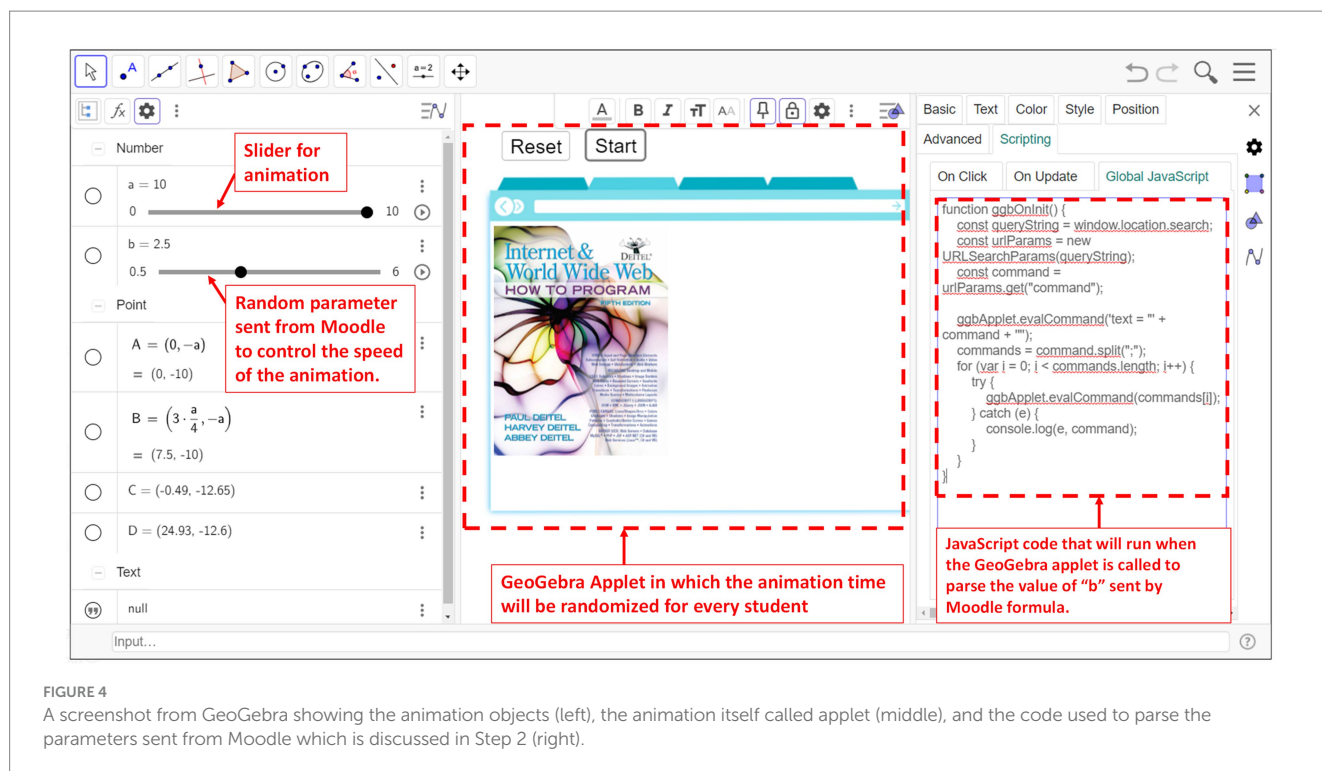 a=2
fx
A B I TT AA
Basic Text Color Style Position
Advanced Scripting
Number
Slider for
animation
a = 10
0 10
b = 2.5
0.5 6
Random parameter
sent from Moodle
to control the speed
of the animation.
Point
A = (0, −a)
= (0, -10)
B = (3 · a/4, −a)
= (7.5, -10)
C = (-0.49, -12.65)
D = (24.93, -12.6)
Text
null
Input…
Reset Start
Internet &
World Wide Web
HOW TO PROGRAM
FIFTH EDITION
DEITEL
PAUL DEITEL
HARVEY DEITEL
ABBEY DEITEL
GeoGebra Applet in which the animation time
will be randomized for every student
On Click On Update Global JavaScript
function ggbOnInit() {
const queryString = window.location.search;
const urlParams = new
URLSearchParams(queryString);
const command =
urlParams.get("command");
ggbApplet.evalCommand('text = "' +
command + '"');
commands = command.split(";");
for (var i = 0; i < commands.length; i++) {
try {
ggbApplet.evalCommand(commands[i]);
} catch (e) {
console.log(e, command);
}
}
}
JavaScript code that will run when
the GeoGebra applet is called to
parse the value of “b” sent by
Moodle formula.
FIGURE 4
A screenshot from GeoGebra showing the animation objects (left), the animation itself called applet (middle), and the code used to parse the
parameters sent from Moodle which is discussed in Step 2 (right).